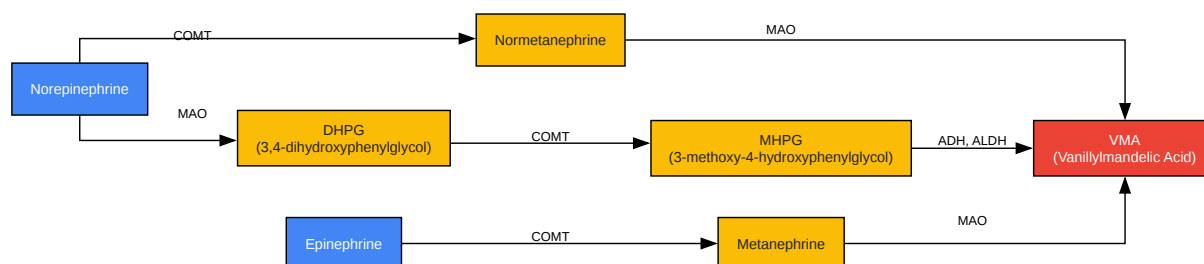 COMT
Normetanephrine
MAO
Norepinephrine
MAO
DHPG
(3,4-dihydroxyphenylglycol)
COMT
MHPG
(3-methoxy-4-hydroxyphenylglycol)
ADH, ALDH
VMA
(Vanillylmandelic Acid)
Epinephrine
COMT
Metanephrine
MAO